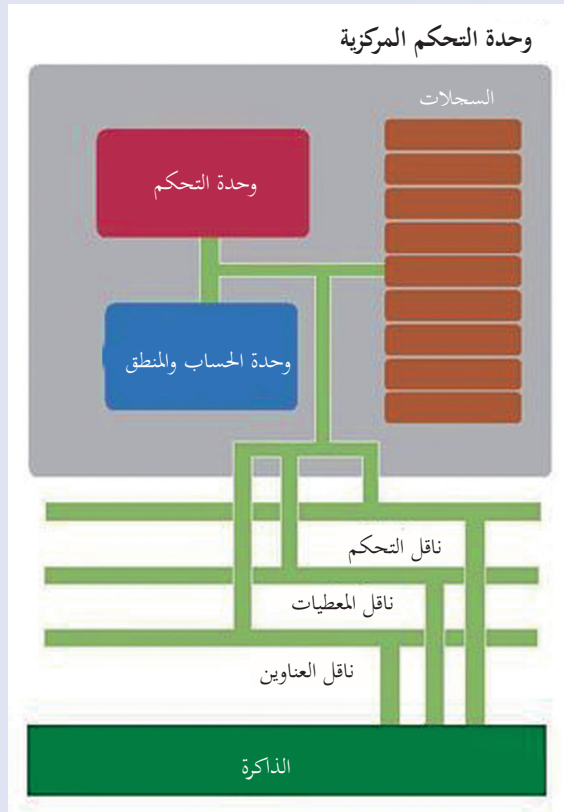 وحدة التحكم المركزية
السجلات
وحدة التحكم
وحدة الحساب والمنطق
ناقل التحكم
ناقل المعطيات
ناقل العناوين
الذاكرة